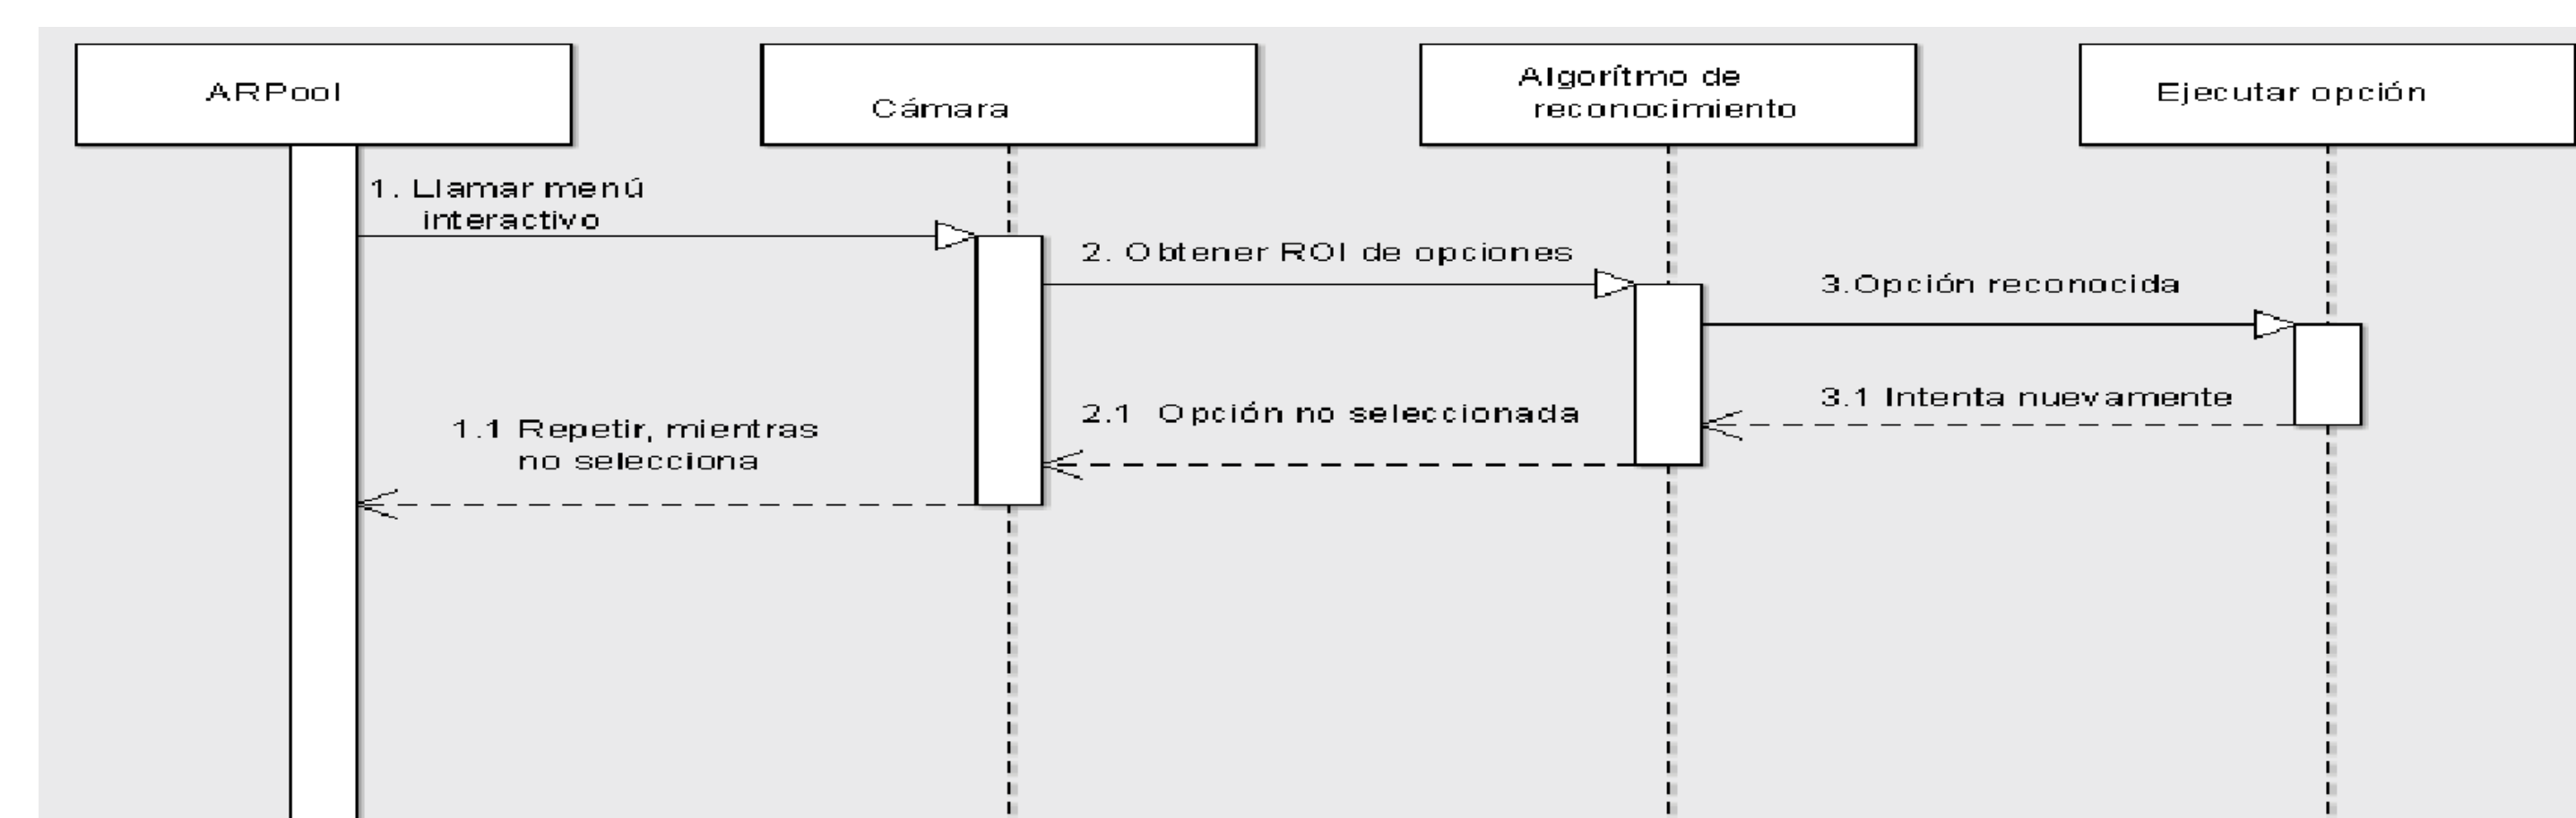 ARPool
Cámara
Algorítmo de
reconocimiento
Ejecutar opción
1. Llamar menú
interactivo
2. Obtener ROI de opciones
3.Opción reconocida
3.1 Intenta nuevamente
2.1 Opción no seleccionada
1.1 Repetir, mientras
no selecciona